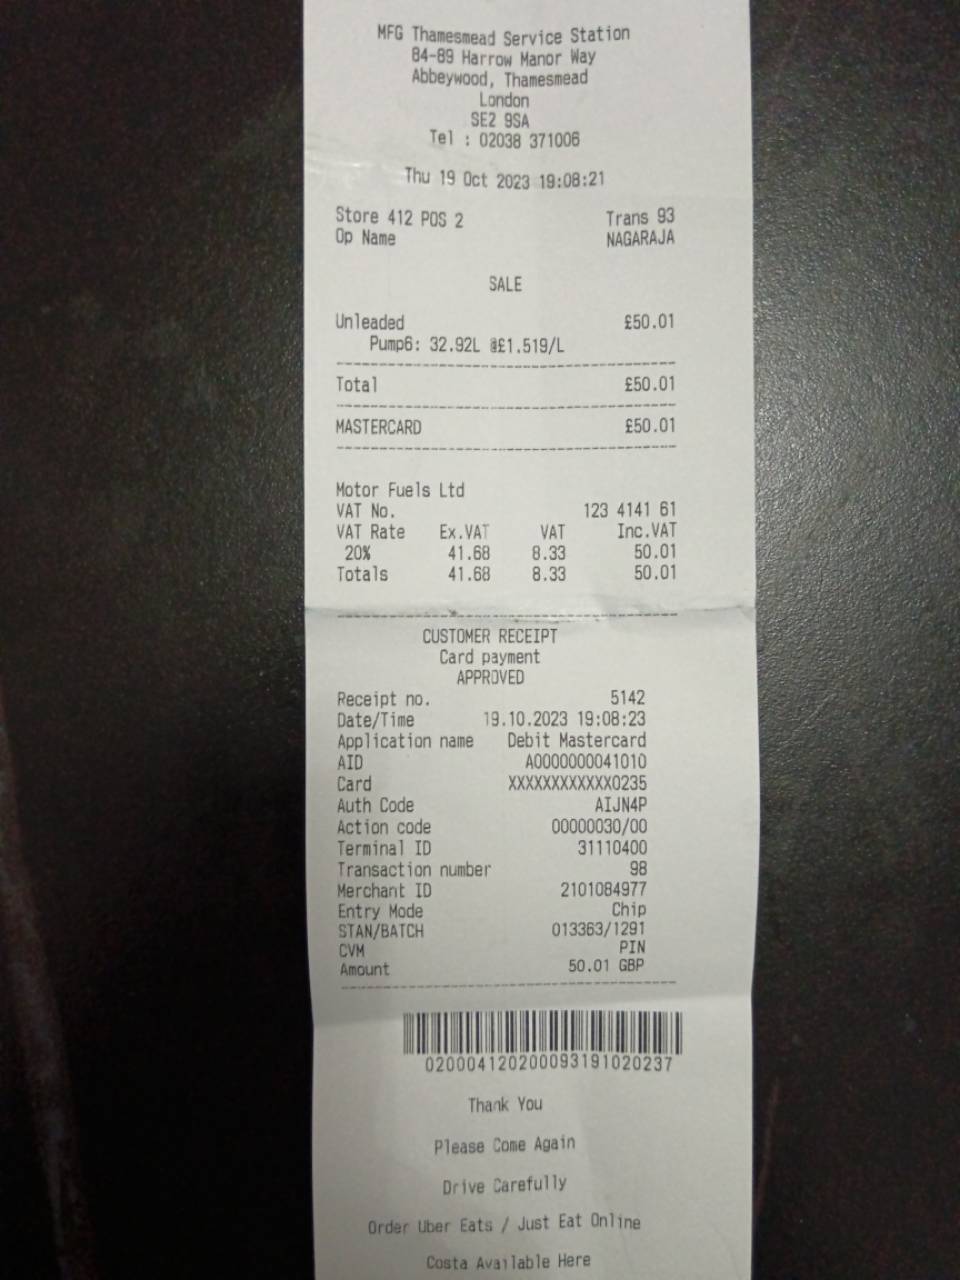 MFG Thamesmead Service Station
84-89 Harrow Manor Way
Abbeywood, Thamesmead
London
SE2 9SA
Tel : 02038 371006
Thu 19 Oct 2023 19:08:21
Store 412 POS 2 Trans 93
Op Name NAGARAJA
SALE
Unleaded £50.01
Pump6: 32.92L @£1.519/L
Total £50.01
MASTERCARD £50.01
Motor Fuels Ltd
VAT No. 123 4141 61
VAT Rate Ex.VAT VAT Inc.VAT
20% 41.68 8.33 50.01
Totals 41.68 8.33 50.01
CUSTOMER RECEIPT
Card payment
APPROVED
Receipt no. 5142
Date/Time 19.10.2023 19:08:23
Application name Debit Mastercard
AID A0000000041010
Card XXXXXXXXXXXX0235
Auth Code AIJN4P
Action code 00000030/00
Terminal ID 31110400
Transaction number 98
Merchant ID 2101084977
Entry Mode Chip
STAN/BATCH 013363/1291
CVM PIN
Amount 50.01 GBP
020004120200093191020237
Thank You
Please Come Again
Drive Carefully
Order Uber Eats / Just Eat Online
Costa Available Here